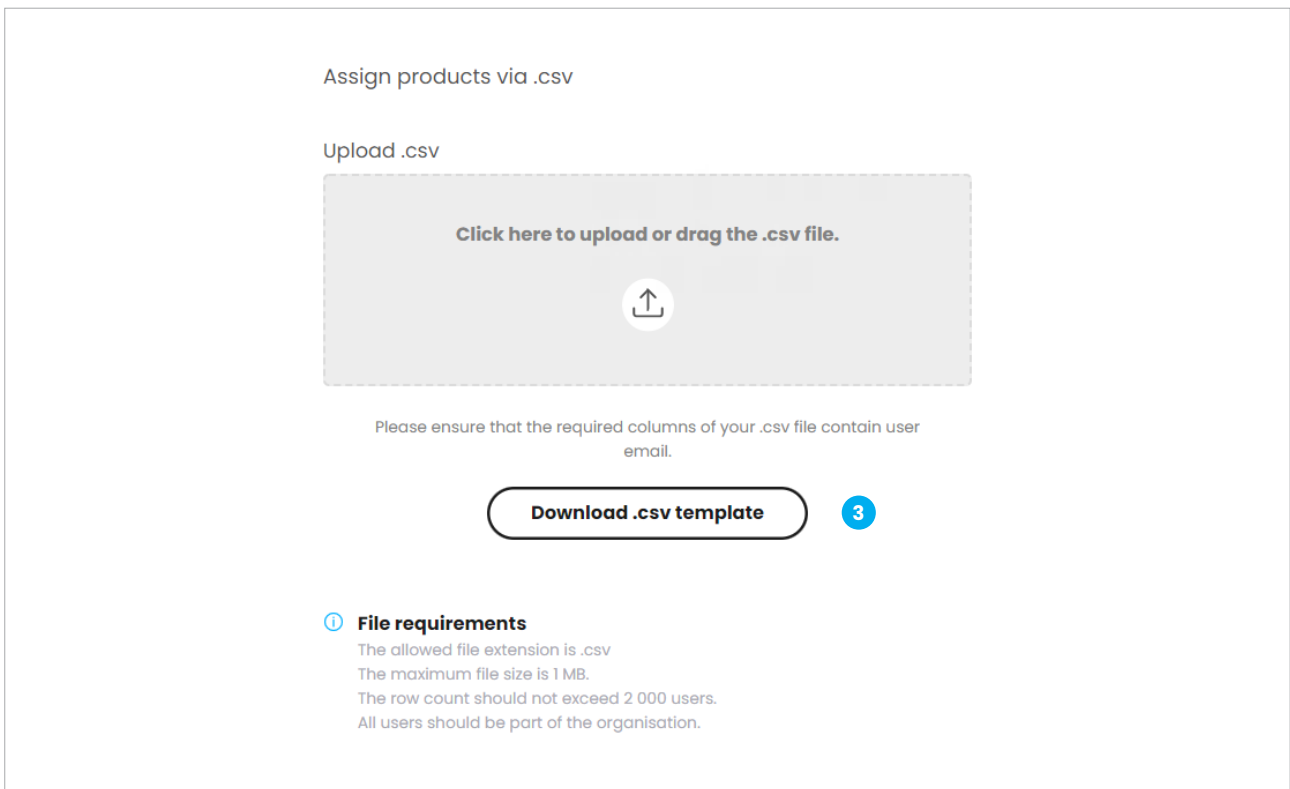 Assign products via .csv
Upload .csv
Click here to upload or drag the .csv file.
Please ensure that the required columns of your .csv file contain user
email.
Download .csv template
3
File requirements
The allowed file extension is .csv
The maximum file size is 1 MB.
The row count should not exceed 2 000 users.
All users should be part of the organisation.